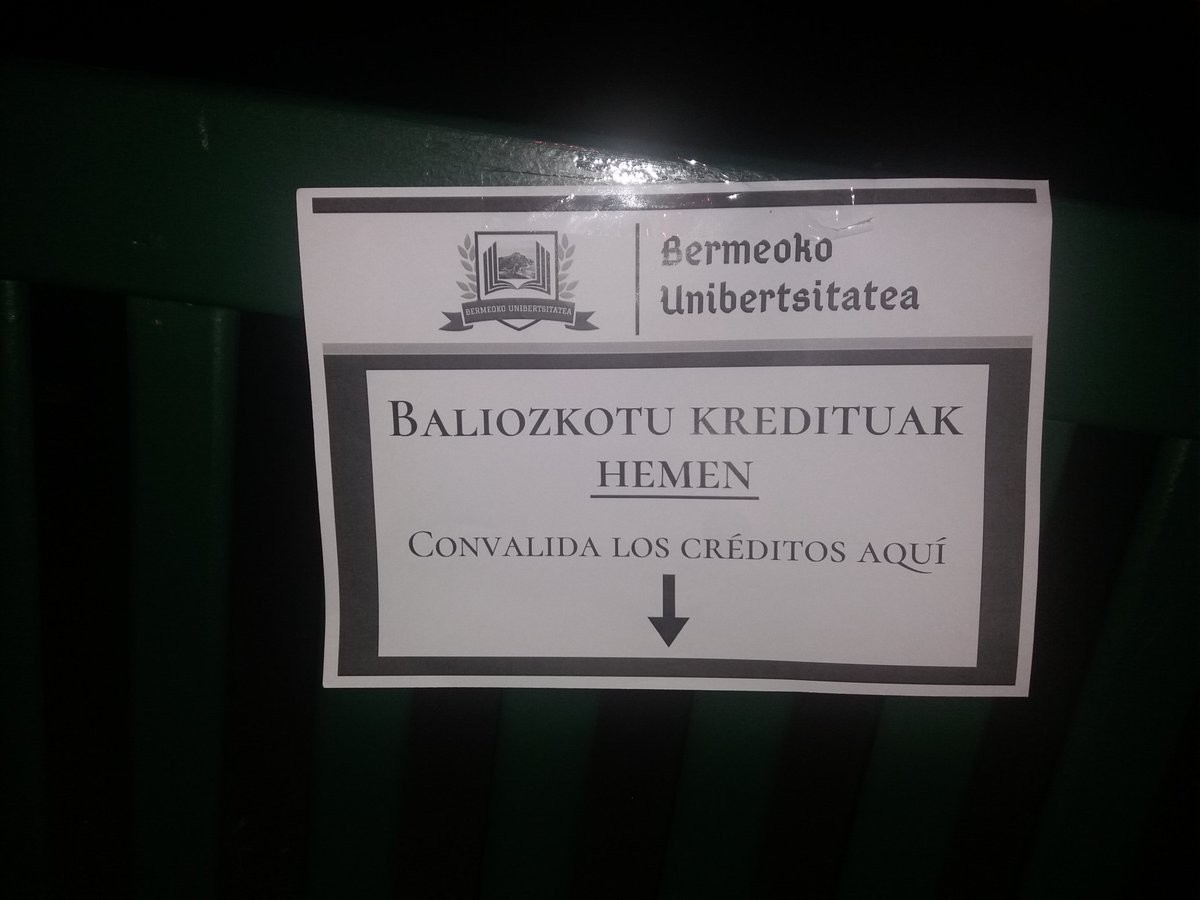 BERMEOKO UNIBERTSITATEA
Bermeoko
Unibertsitatea
BALIOZKOTU KREDITUAK
HEMEN
CONVALIDA LOS CRÉDITOS AQUÍ